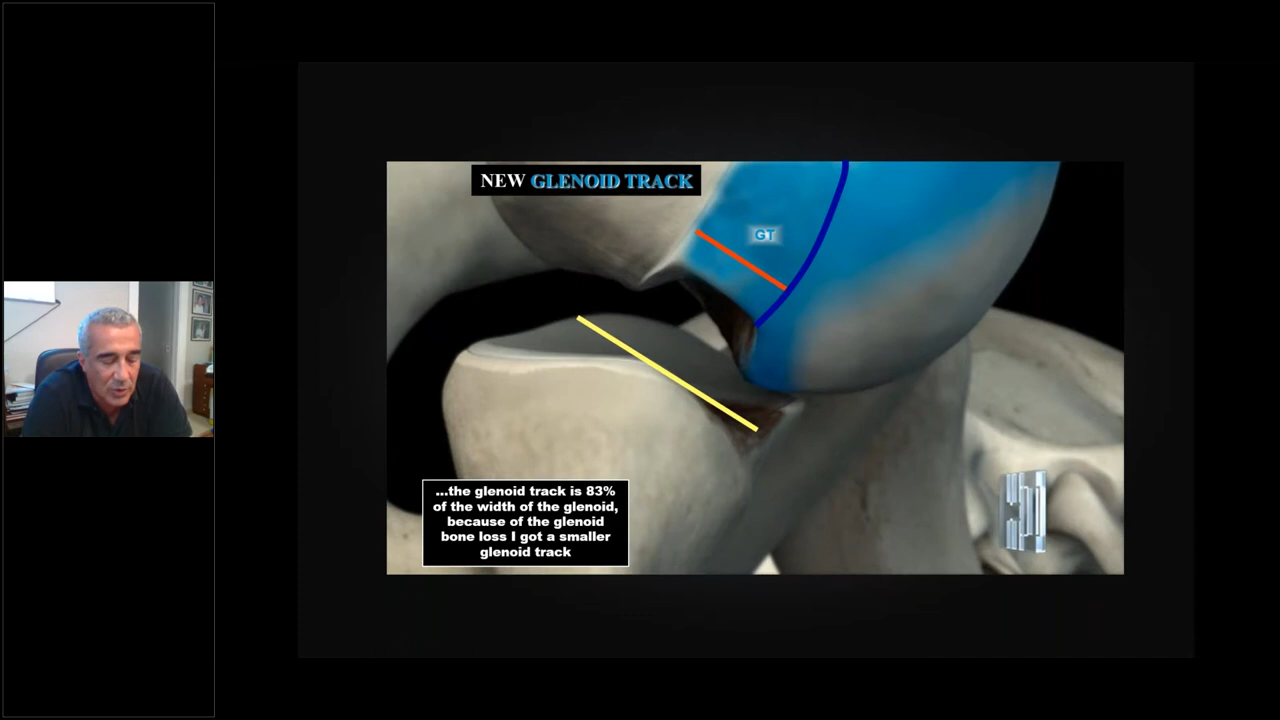 NEW GLENOID TRACK
GT
...the glenoid track is 83%
of the width of the glenoid,
because of the glenoid
bone loss I got a smaller
glenoid track